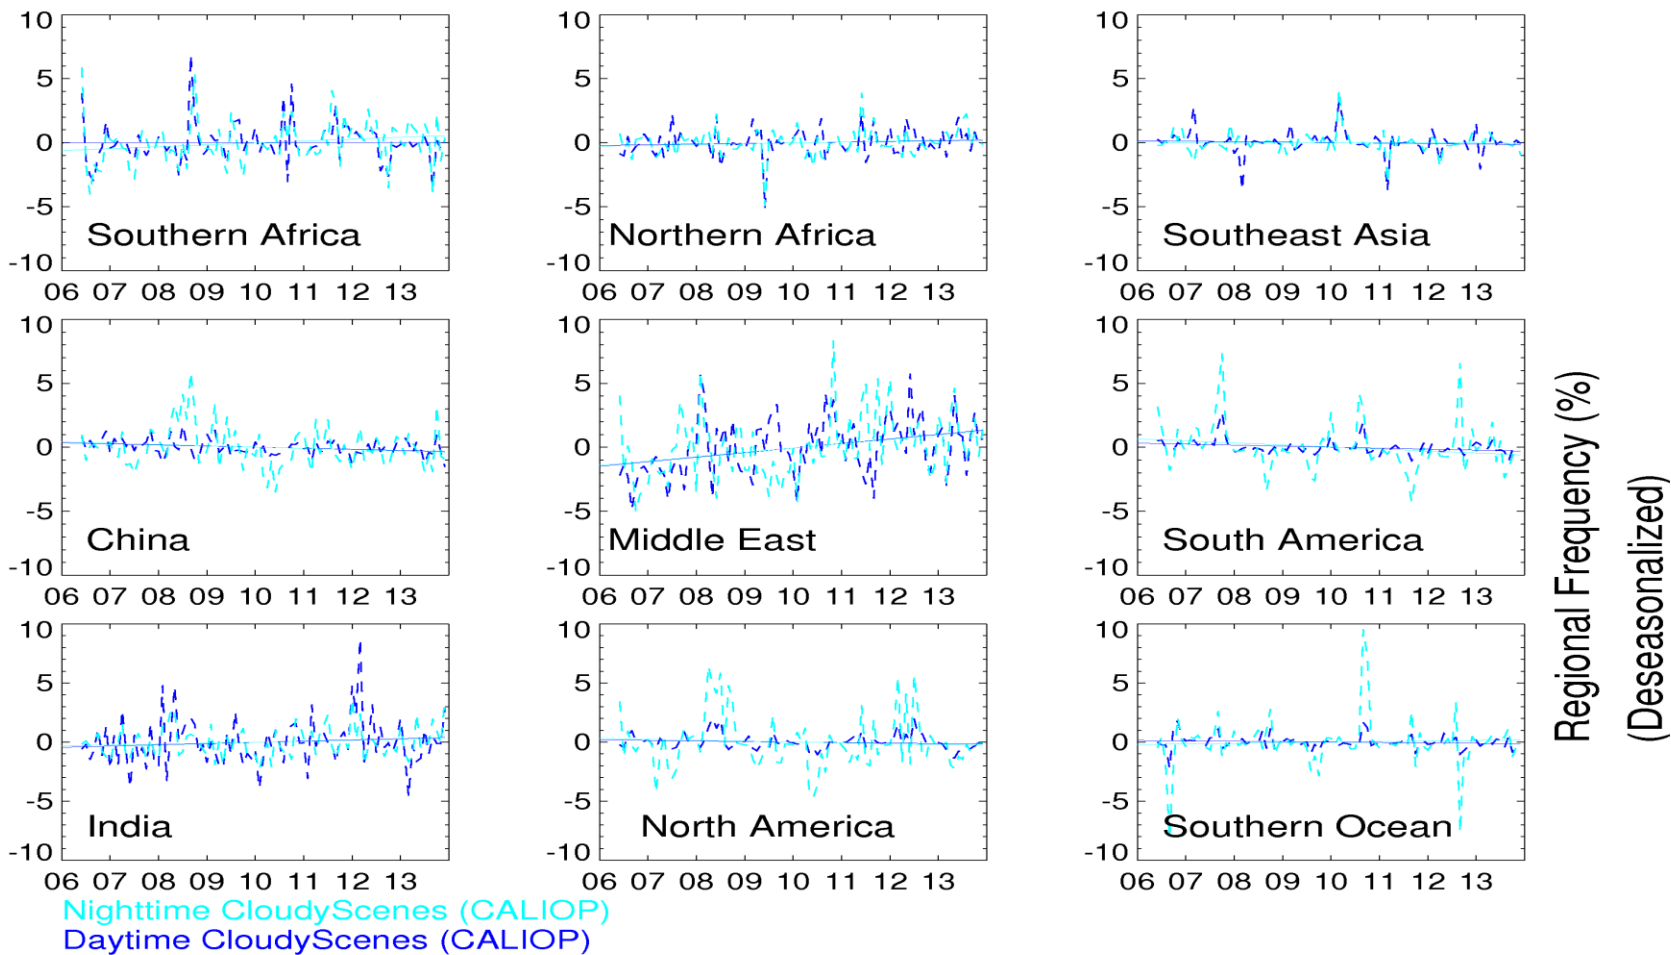 10
5
0
-5
-10
Southern Africa
06 07 08 09 10 11 12 13
10
5
0
-5
-10
Northern Africa
06 07 08 09 10 11 12 13
10
5
0
-5
-10
Southeast Asia
06 07 08 09 10 11 12 13
10
5
0
-5
-10
China
06 07 08 09 10 11 12 13
10
5
0
-5
-10
Middle East
06 07 08 09 10 11 12 13
10
5
0
-5
-10
South America
06 07 08 09 10 11 12 13
10
5
0
-5
-10
India
06 07 08 09 10 11 12 13
10
5
0
-5
-10
North America
06 07 08 09 10 11 12 13
10
5
0
-5
-10
Southern Ocean
06 07 08 09 10 11 12 13
Regional Frequency (%)
(Deseasonalized)
Nighttime CloudyScenes (CALIOP)
Daytime CloudyScenes (CALIOP)